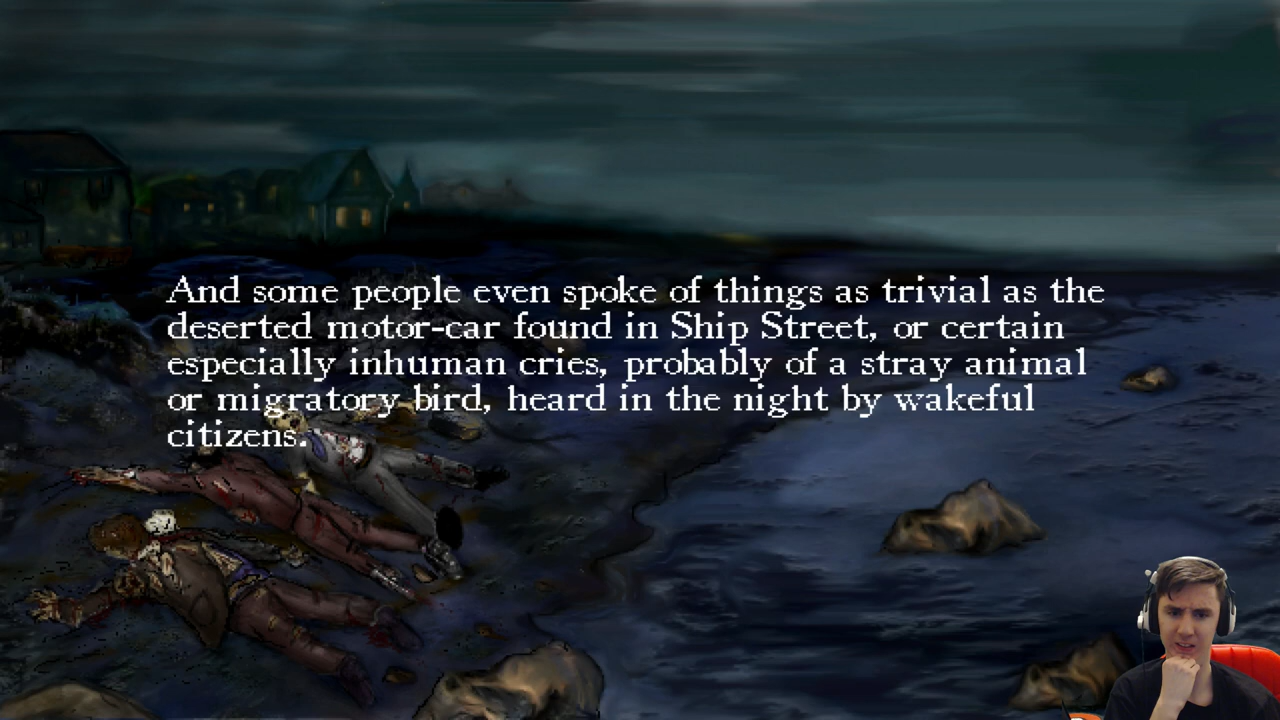 And some people even spoke of things as trivial as the
deserted motor-car found in Ship Street, or certain
especially inhuman cries, probably of a stray animal
or migratory bird, heard in the night by wakeful
citizens.